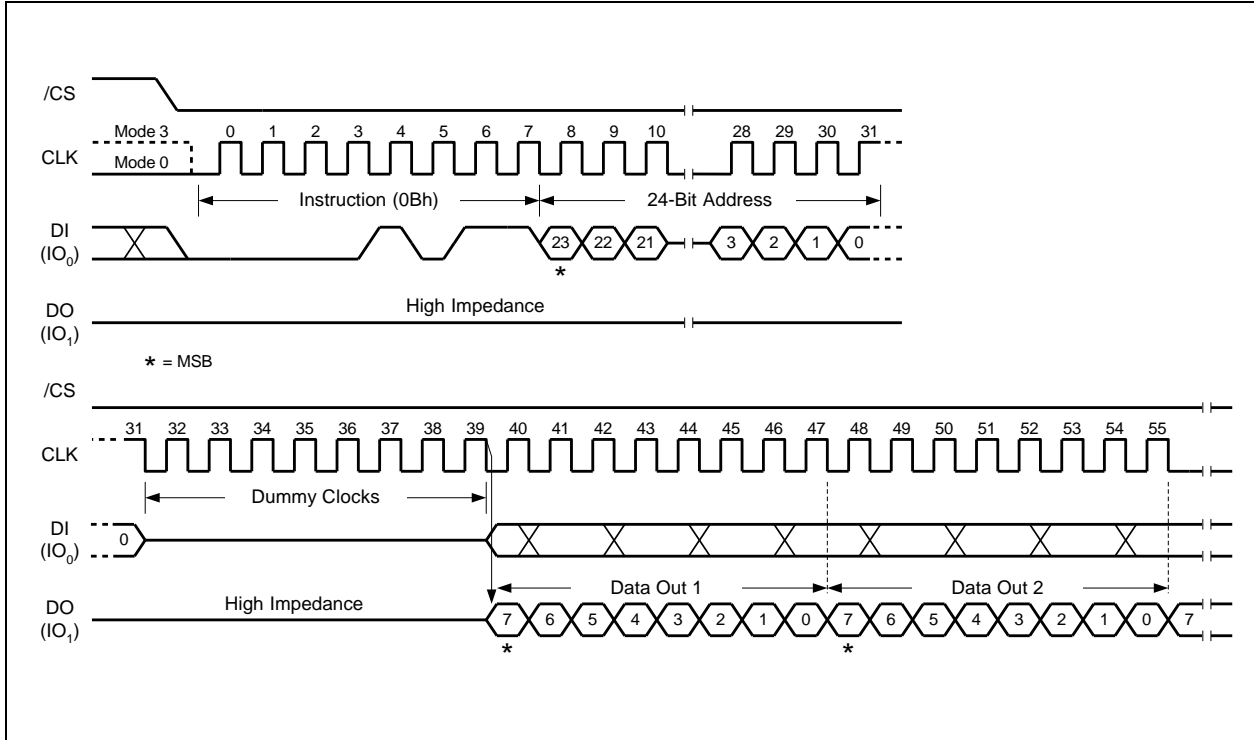 /CS
Mode 3 0 1 2 3 4 5 6 7 8 9 10 28 29 30 31
CLK
Mode 0
Instruction (0Bh) 24-Bit Address
DI
(IO0)
23 22 21 3 2 1 0
*
High Impedance
DO
(IO1)
* = MSB
/CS
31 32 33 34 35 36 37 38 39 40 41 42 43 44 45 46 47 48 49 50 51 52 53 54 55
CLK
Dummy Clocks
DI
(IO0)
0
Data Out 1 Data Out 2
High Impedance
DO
(IO1)
7 6 5 4 3 2 1 0 7 6 5 4 3 2 1 0 7
* *